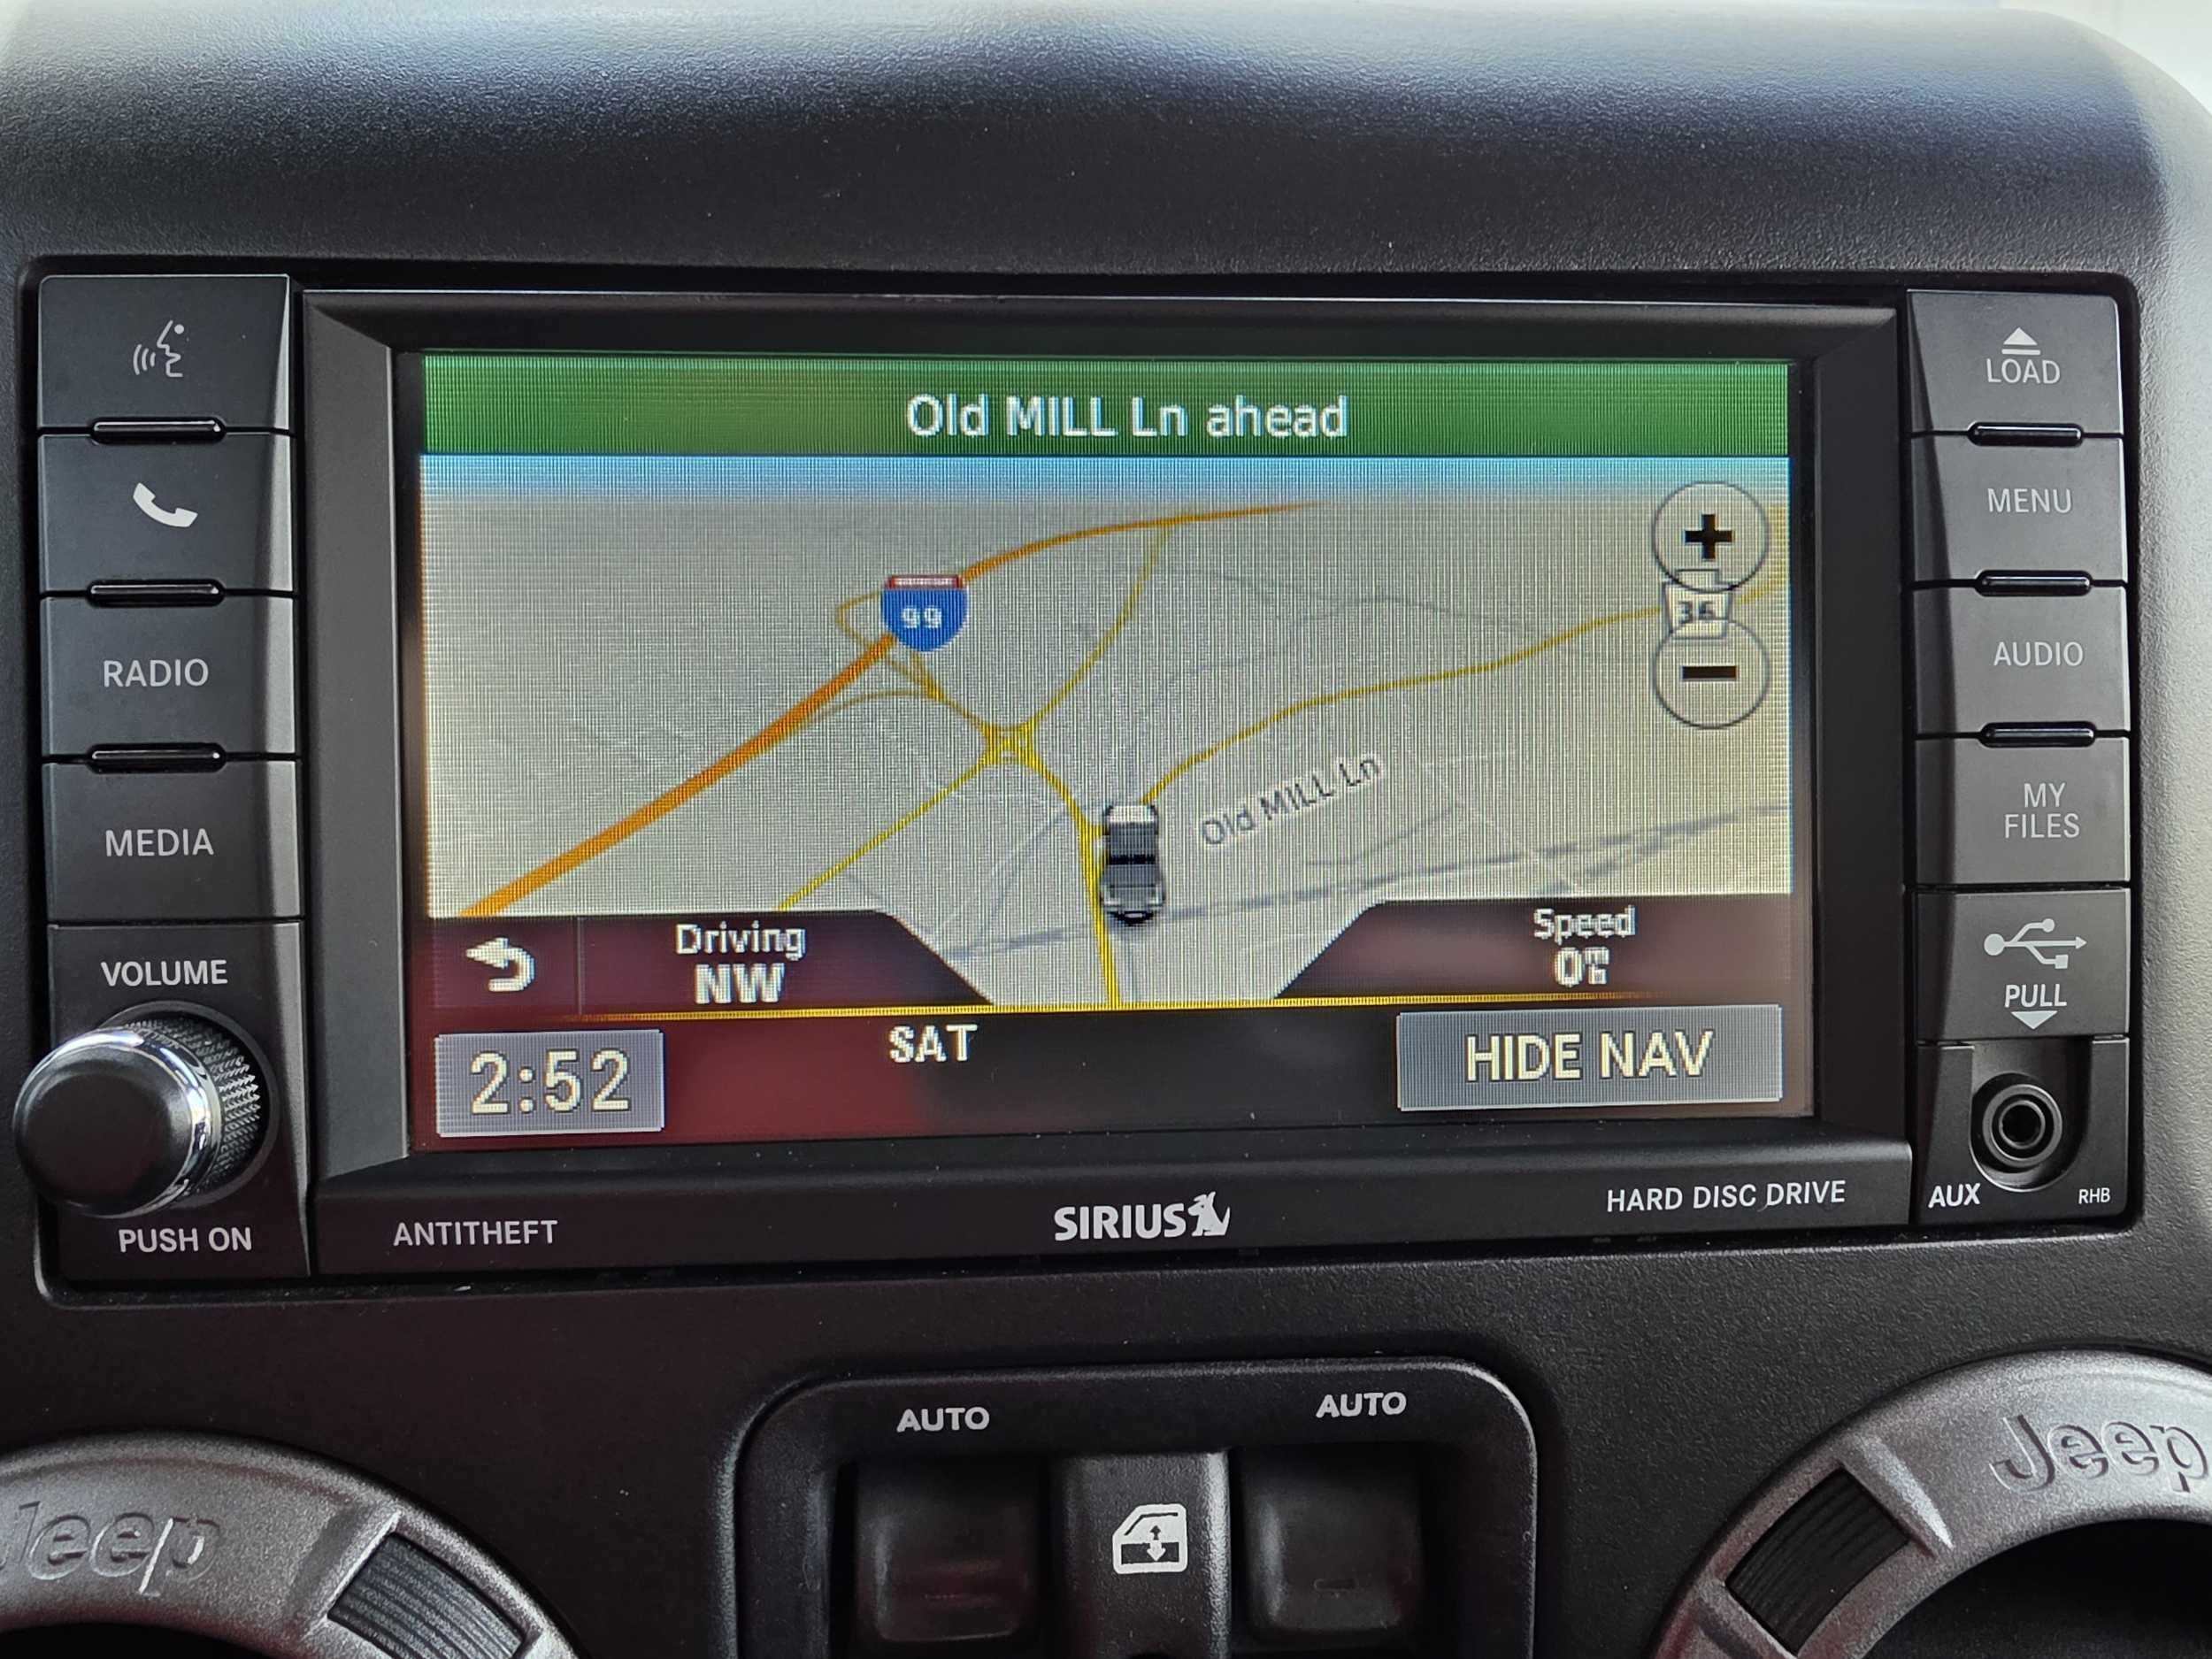 Old MILL Ln ahead
99
36
Old MILL Ln
Driving
NW
Speed
0
2:52
SAT
HIDE NAV
RADIO
MEDIA
VOLUME
PUSH ON
LOAD
MENU
AUDIO
MY
FILES
PULL
AUX
RHB
ANTITHEFT
SIRIUS
HARD DISC DRIVE
AUTO
AUTO
Jeep
Jeep